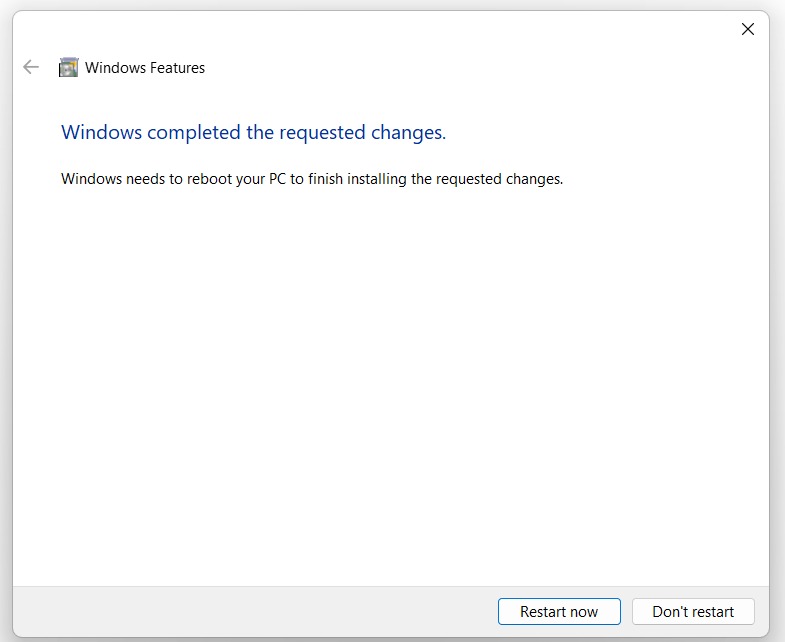 Windows Features
Windows completed the requested changes.
Windows needs to reboot your PC to finish installing the requested changes.
Restart now
Don't restart